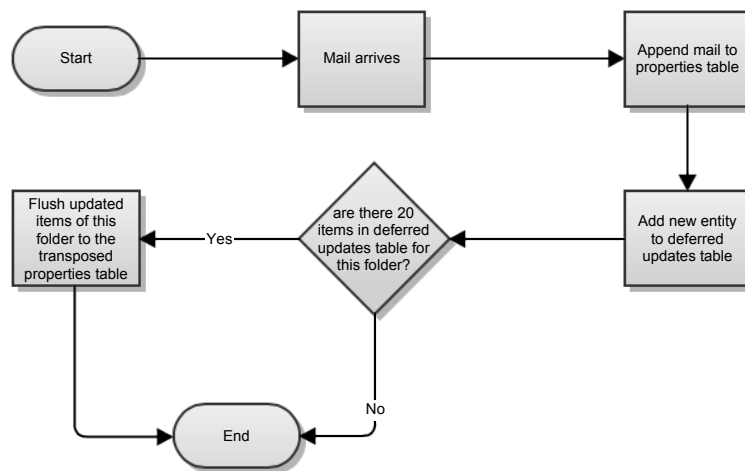 Start
Mail arrives
Append mail to
properties table
Add new entity
to deferred
updates table
are there 20
items in deferred
updates table for
this folder?
Yes
Flush updated
items of this
folder to the
transposed
properties table
No
End